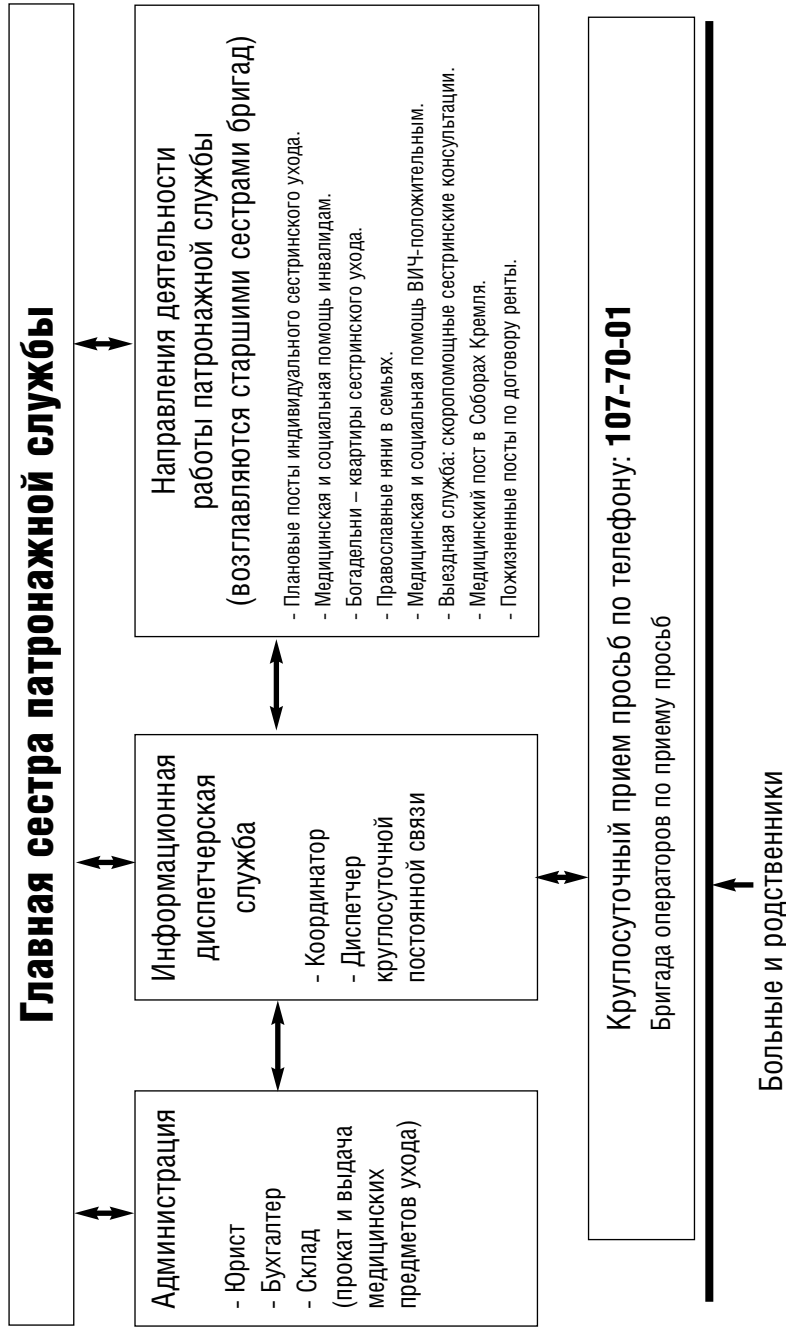 Главная сестра патронажной службы
Администрация
- Юрист
- Бухгалтер
- Склад
(прокат и выдача
медицинских
предметов ухода)
Информационная
диспетчерская
служба
- Координатор
- Диспетчер
круглосуточной
постоянной связи
Направления деятельности
работы патронажной службы
(возглавляются старшими сестрами бригад)
- Плановые посты индивидуального сестринского ухода.
- Медицинская и социальная помощь инвалидам.
- Богадельни – квартиры сестринского ухода.
- Православные няни в семьях.
- Медицинская и социальная помощь ВИЧ-положительным.
- Выездная служба: скоропомощные сестринские консультации.
- Медицинский пост в Соборах Кремля.
- Пожизненные посты по договору ренты.
Круглосуточный прием просьб по телефону: 107-70-01
Бригада операторов по приему просьб
Больные и родственники